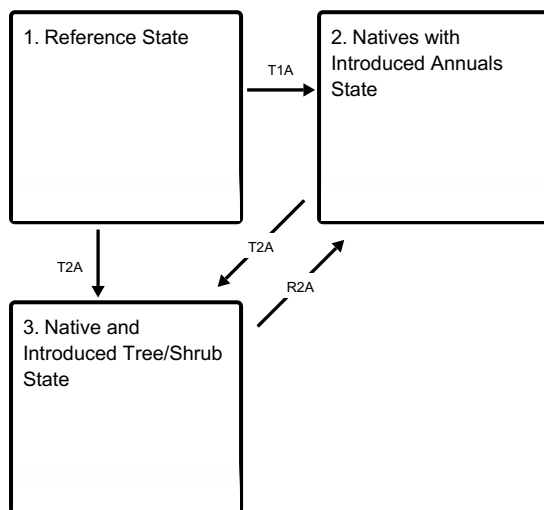 1. Reference State
T1A
2. Natives with
Introduced Annuals
State
T2A
T2A
R2A
3. Native and
Introduced Tree/Shrub
State